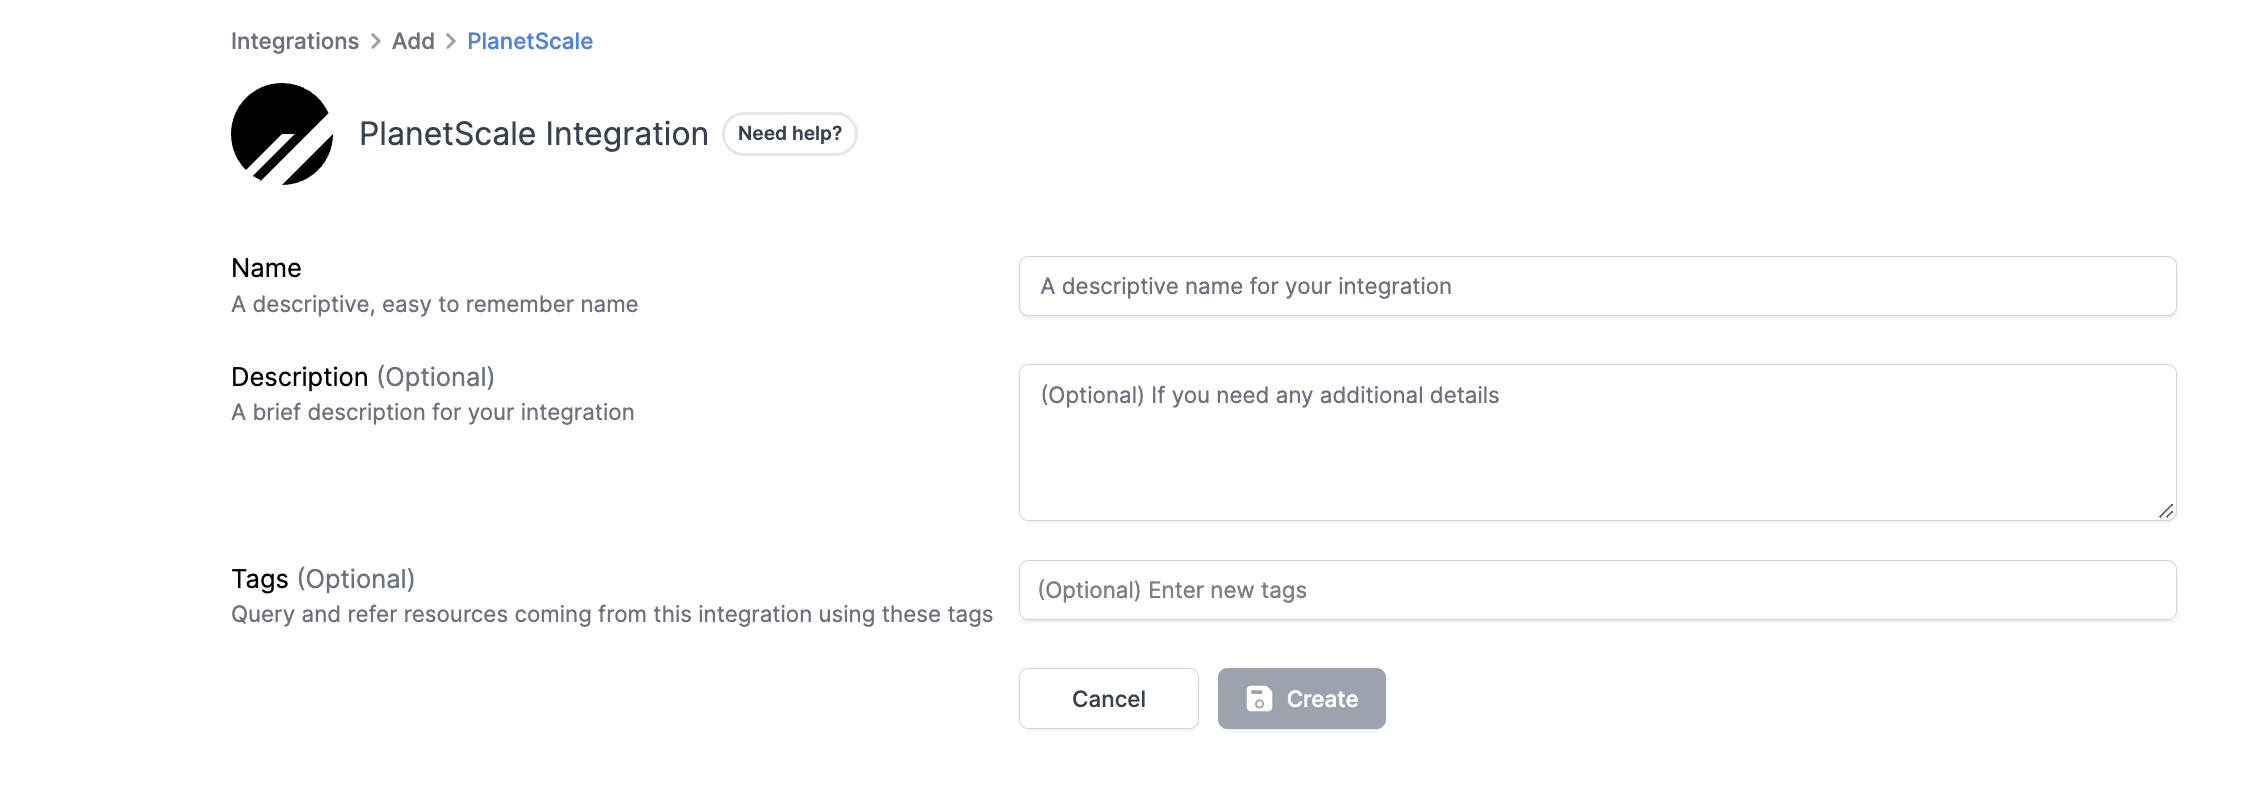 Integrations > Add > PlanetScale
PlanetScale Integration Need help?
Name
A descriptive, easy to remember name
A descriptive name for your integration
Description (Optional)
A brief description for your integration
(Optional) If you need any additional details
Tags (Optional)
Query and refer resources coming from this integration using these tags
(Optional) Enter new tags
Cancel Create